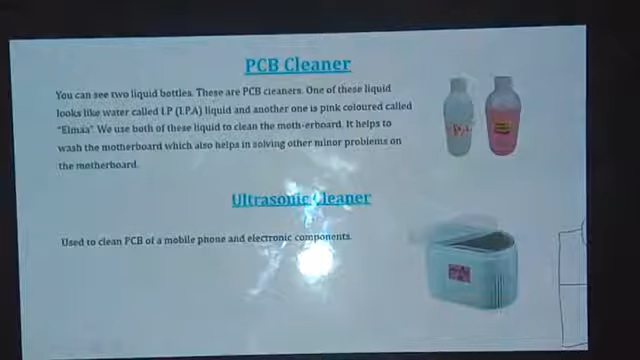 PCB Cleaner
You can see two liquid bottles. These are PCB cleaners. One of these liquid
looks like water called I.P (I.P.A) liquid and another one is pink coloured called
"Elmaa" We use both of these liquid to clean the moth-erboard. It helps to
wash the motherboard which also helps in solving other minor problems on
the motherboard.
Ultrasonic Cleaner
Used to clean PCB of a mobile phone and electronic components.